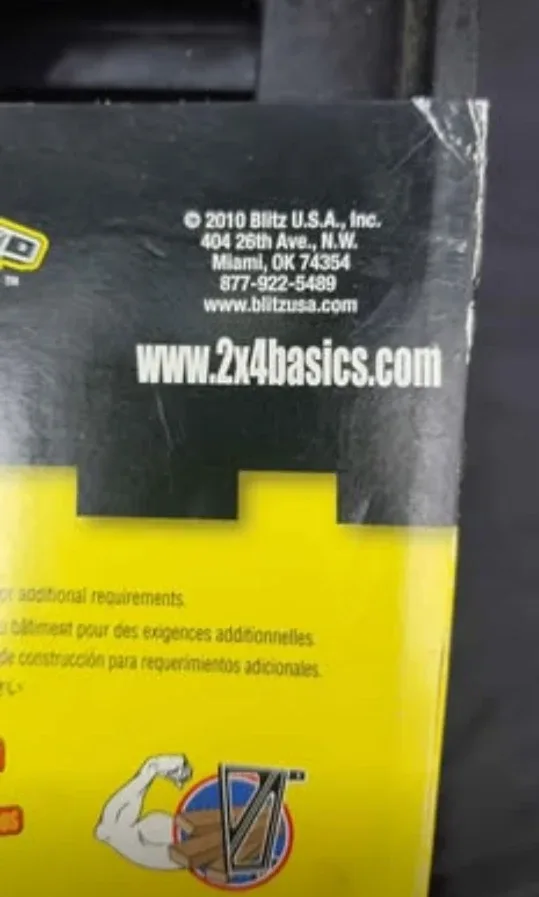 TM
© 2010 Blitz U.S.A., Inc.
404 26th Ave., N.W.
Miami, OK 74354
877-922-5489
www.blitzusa.com
www.2x4basics.com
additional requirements.
bâtiment pour des exigences additionnelles.
de construcción para requerimientos adicionales.